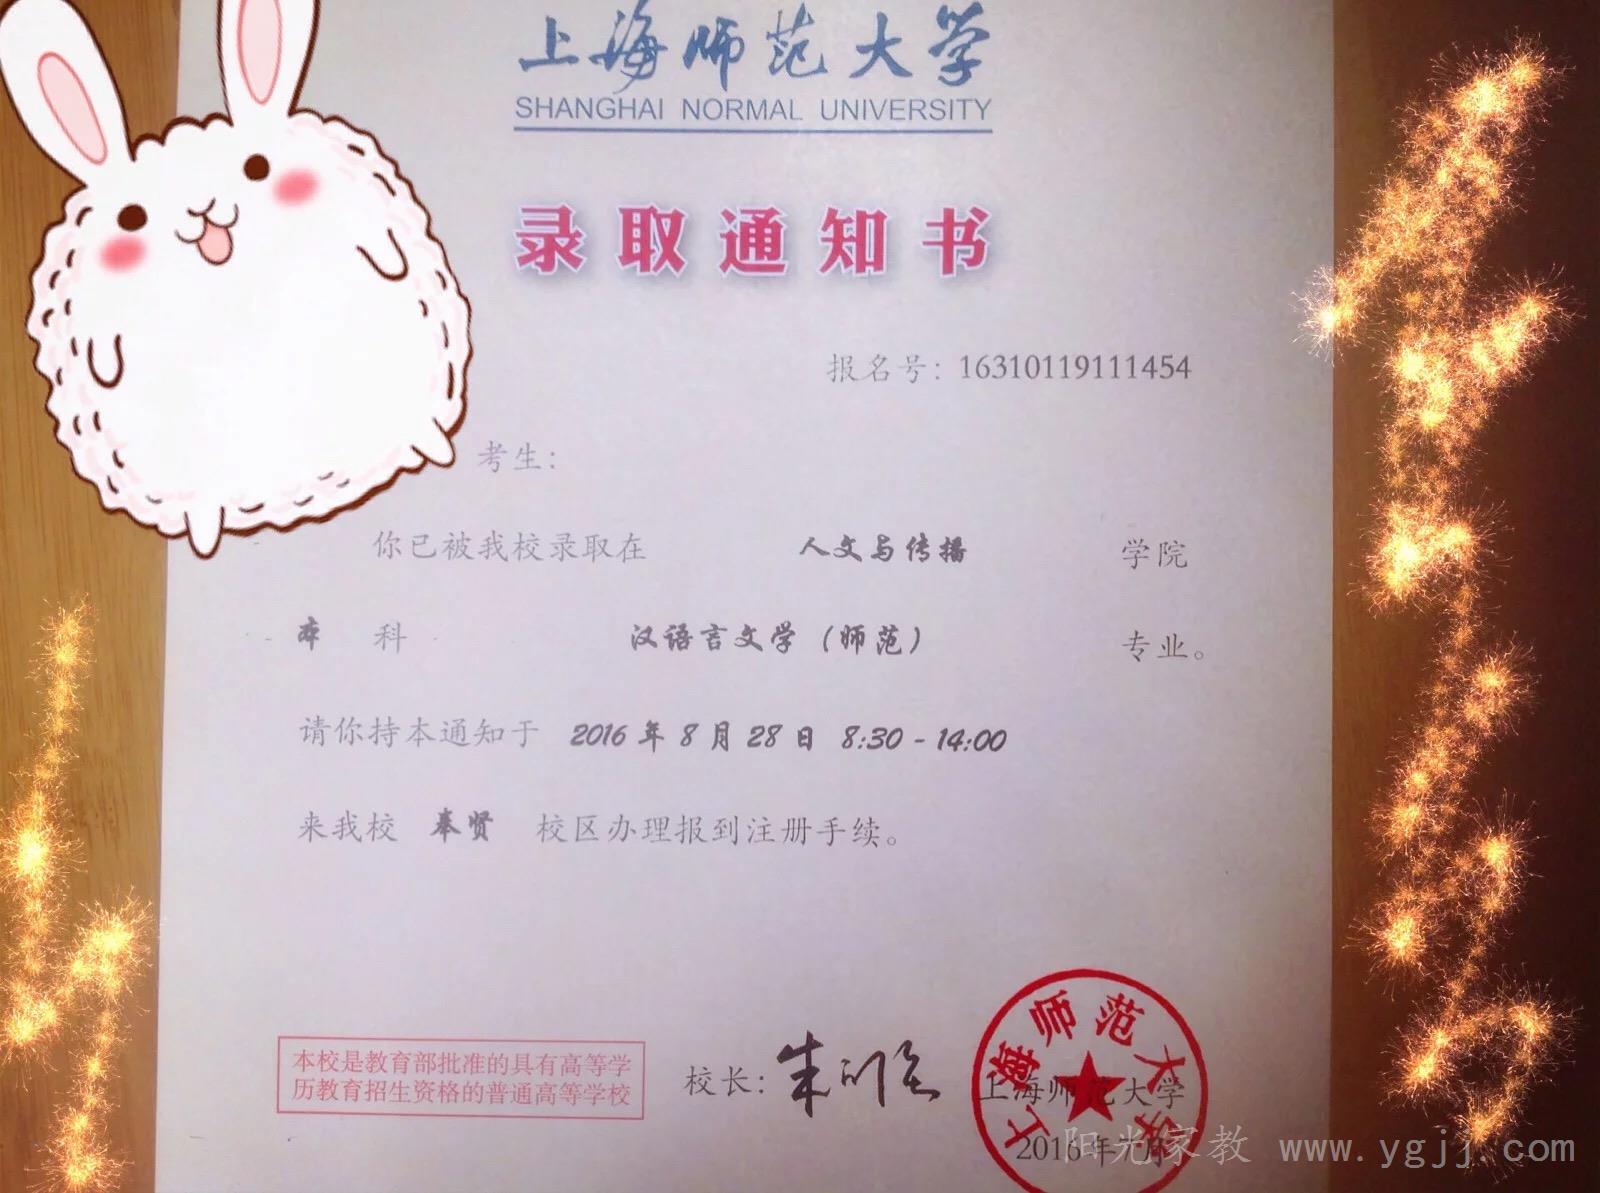 上海师范大学
SHANGHAI NORMAL UNIVERSITY
录取通知书
报名号：16310119111454
考生：
你已被我校录取在 人文与传播 学院
本 科 汉语言文学（师范） 专业。
请你持本通知于 2016 年 8 月 28 日 8:30 - 14:00
来我校 奉贤 校区办理报到注册手续。
本校是教育部批准的具有高等学
历教育招生资格的普通高等学校
校长：
上海师范大学
上海师范大学
2016年七月
阳光家教 www.ygjj.com